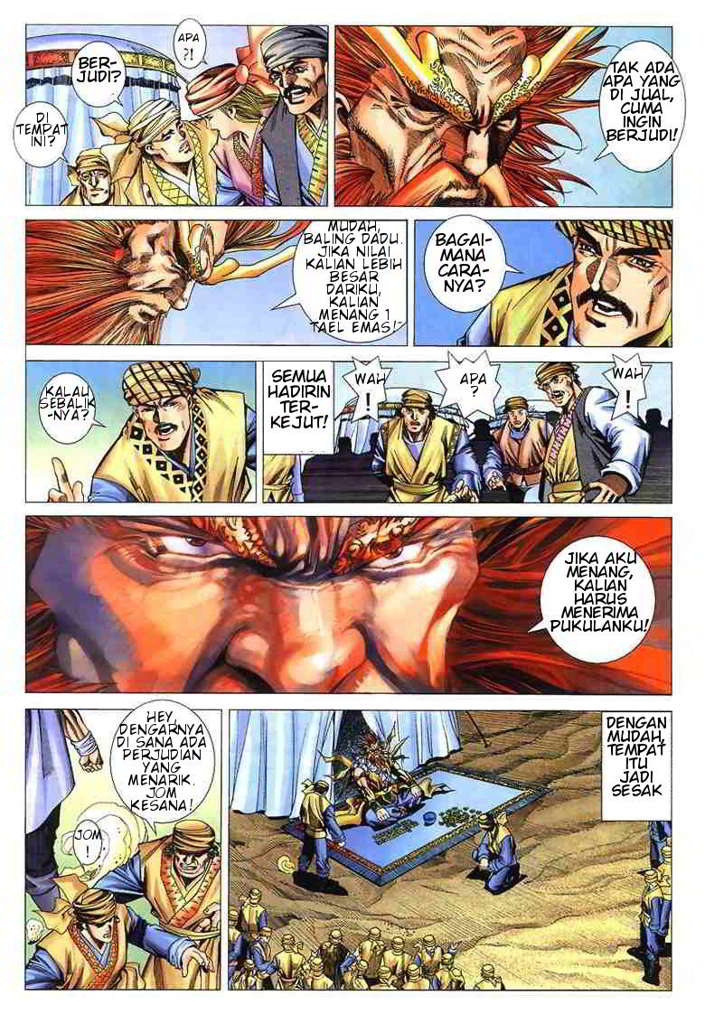 APA
?!
BER-
JUDI?
DI
TEMPAT
INI?
TAK ADA
APA YANG
DI JUAL,
CUMA
INGIN
BERJUDI!
MUDAH,
BALING DADU.
JIKA NILAI
KALIAN LEBIH
BESAR
DARIKU,
KALIAN
MENANG 1
TAEL EMAS!
BAGAI-
MANA
CARA-
NYA?
KALAU
SEBALIK-
NYA?
SEMUA
HADIRIN
TER-
KEJUT!
WAH
!
APA
?
WAH
!
JIKA AKU
MENANG,
KALIAN
HARUS
MENERIMA
PUKULANKU!
HEY,
DENGARNYA
DI SANA ADA
PERJUDIAN
YANG
MENARIK.
JOM
KESANA!
JOM
!
DENGAN
MUDAH,
TEMPAT
ITU
JADI
SESAK